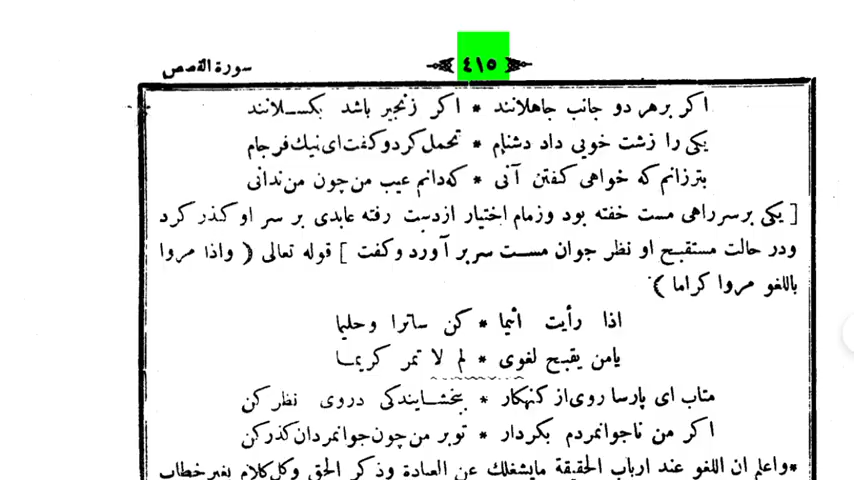 سورة القصص ٤١٥
اكر برهر دو جانب جاهلانند * اكر زنجير باشد بكسلانند
يكى را زشت خويى داد دشنام * تحمل كرد وكفت اى نيك فرجام
بترزانم كه خواهى كفتن آنى * كه دانم عيب من چون من ندانى
[ يكى برسر راهى مست خفته بود وزمام اختيار ازدست رفته عابدى بر سر او كذر كرد
ودر حالت مستقبح او نظر جوان مست سر بر آورد وكفت ] قوله تعالى ( واذا مروا
باللغو مروا كراما )
اذا رأيت اثيما * كن ساترا وحليما
يامن يقبح لغوى * لم لا تمر كريما
متاب اى پارسا روى از كنهكار * ببخشايندكى دروى نظر كن
اكر من ناجوانمردم بكردار * توبر من چون جوانمردان كذر كن
*واعلم ان اللغو عند ارباب الحقيقة مايشغلك عن العبادة وذكر الحق وكل كلام بغير خطاب